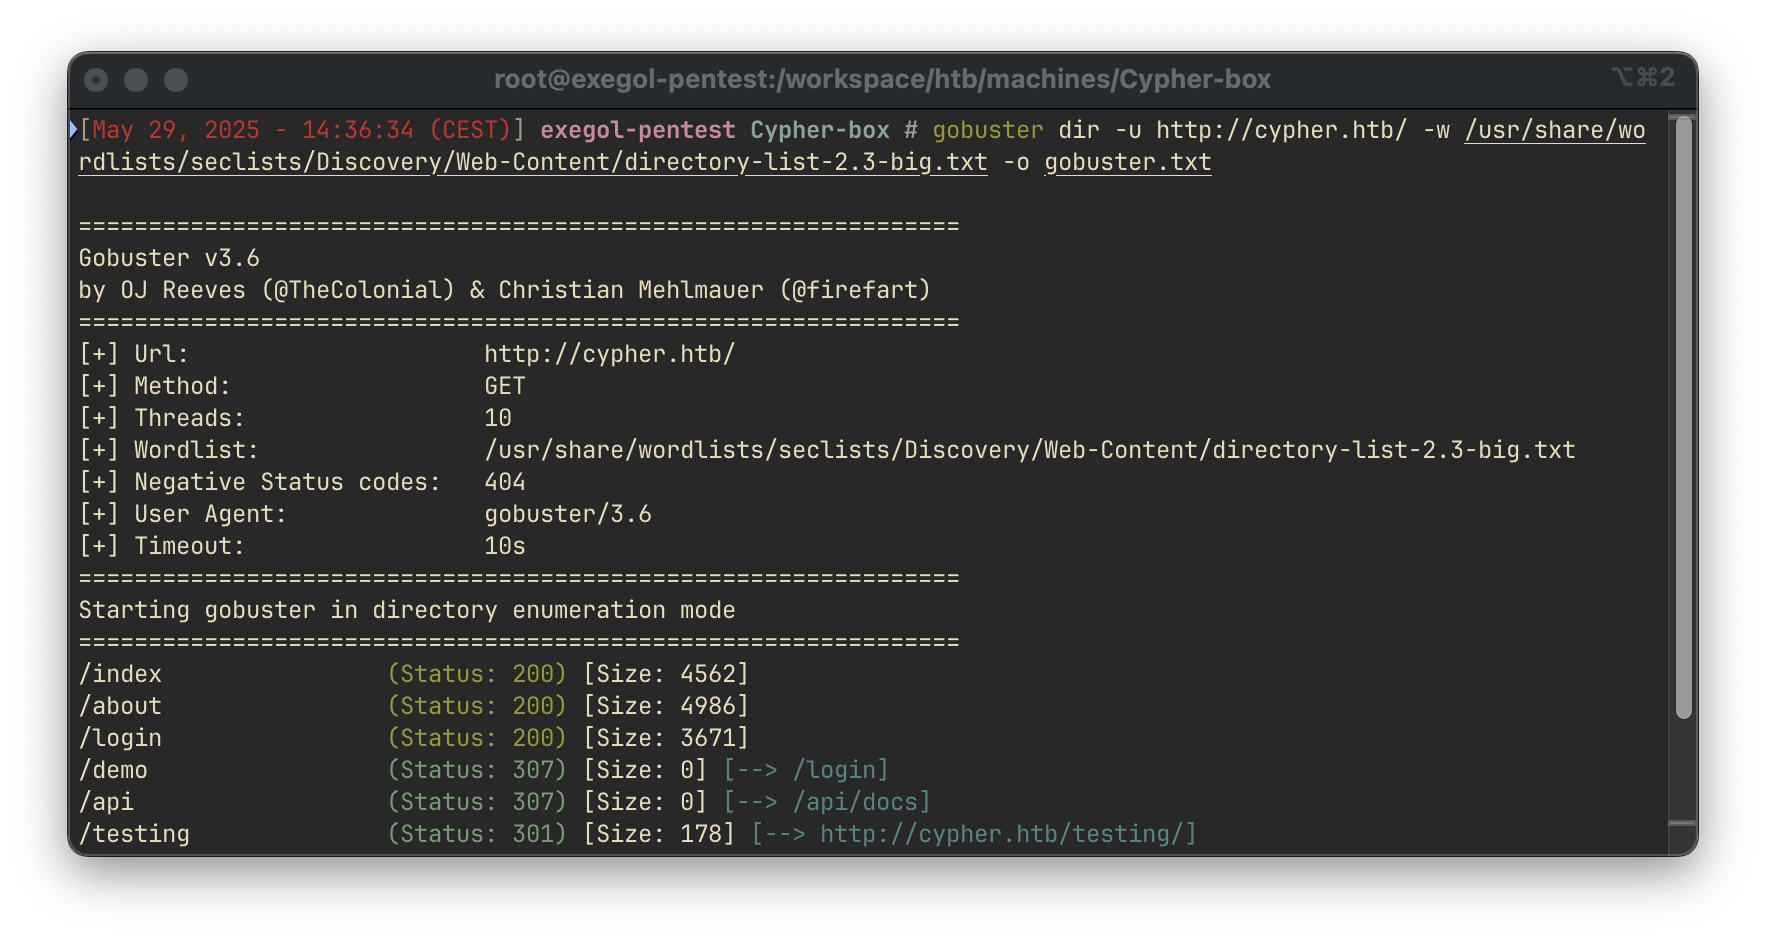 root@exegol-pentest:/workspace/htb/machines/Cypher-box ⌥⌘2
[May 29, 2025 - 14:36:34 (CEST)] exegol-pentest Cypher-box # gobuster dir -u http://cypher.htb/ -w /usr/share/wo
rdlists/seclists/Discovery/Web-Content/directory-list-2.3-big.txt -o gobuster.txt
===============================================================
Gobuster v3.6
by OJ Reeves (@TheColonial) & Christian Mehlmauer (@firefart)
===============================================================
[+] Url:                     http://cypher.htb/
[+] Method:                  GET
[+] Threads:                 10
[+] Wordlist:                /usr/share/wordlists/seclists/Discovery/Web-Content/directory-list-2.3-big.txt
[+] Negative Status codes:   404
[+] User Agent:              gobuster/3.6
[+] Timeout:                 10s
===============================================================
Starting gobuster in directory enumeration mode
===============================================================
/index                (Status: 200) [Size: 4562]
/about                (Status: 200) [Size: 4986]
/login                (Status: 200) [Size: 3671]
/demo                 (Status: 307) [Size: 0] [--> /login]
/api                  (Status: 307) [Size: 0] [--> /api/docs]
/testing              (Status: 301) [Size: 178] [--> http://cypher.htb/testing/]